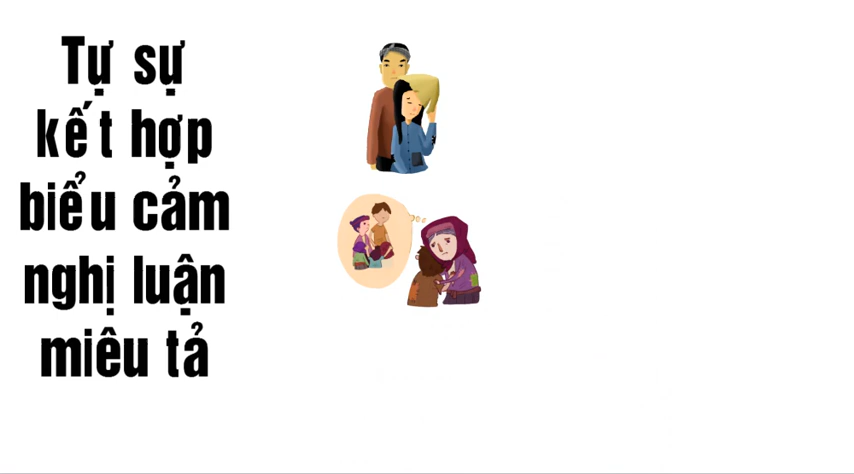 Tự sự
kết hợp
biểu cảm
nghị luận
miêu tả